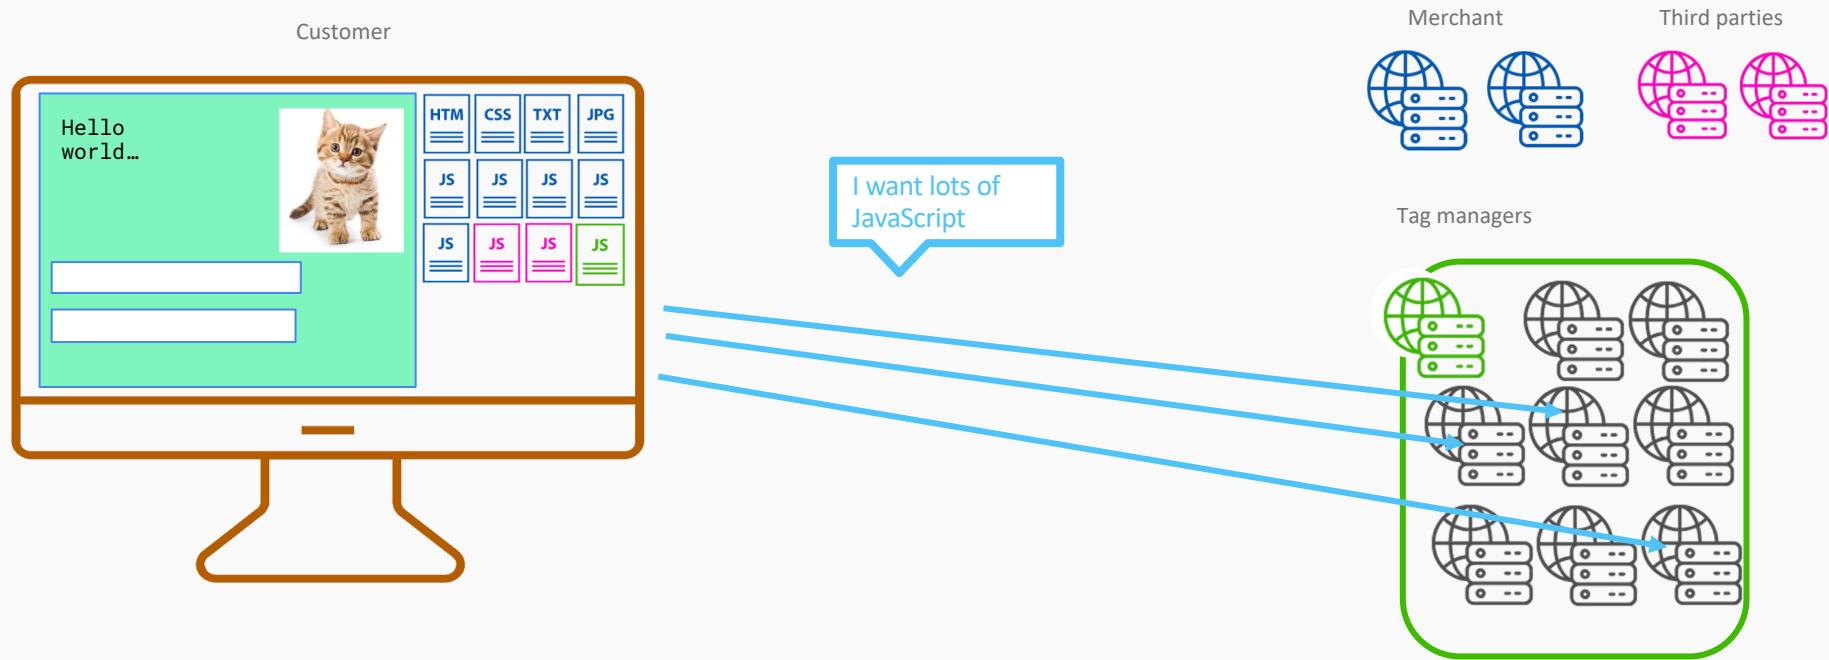 Customer
Merchant
Third parties
Hello
world…
HTM
CSS
TXT
JPG
JS
JS
JS
JS
JS
JS
JS
JS
I want lots of
JavaScript
Tag managers